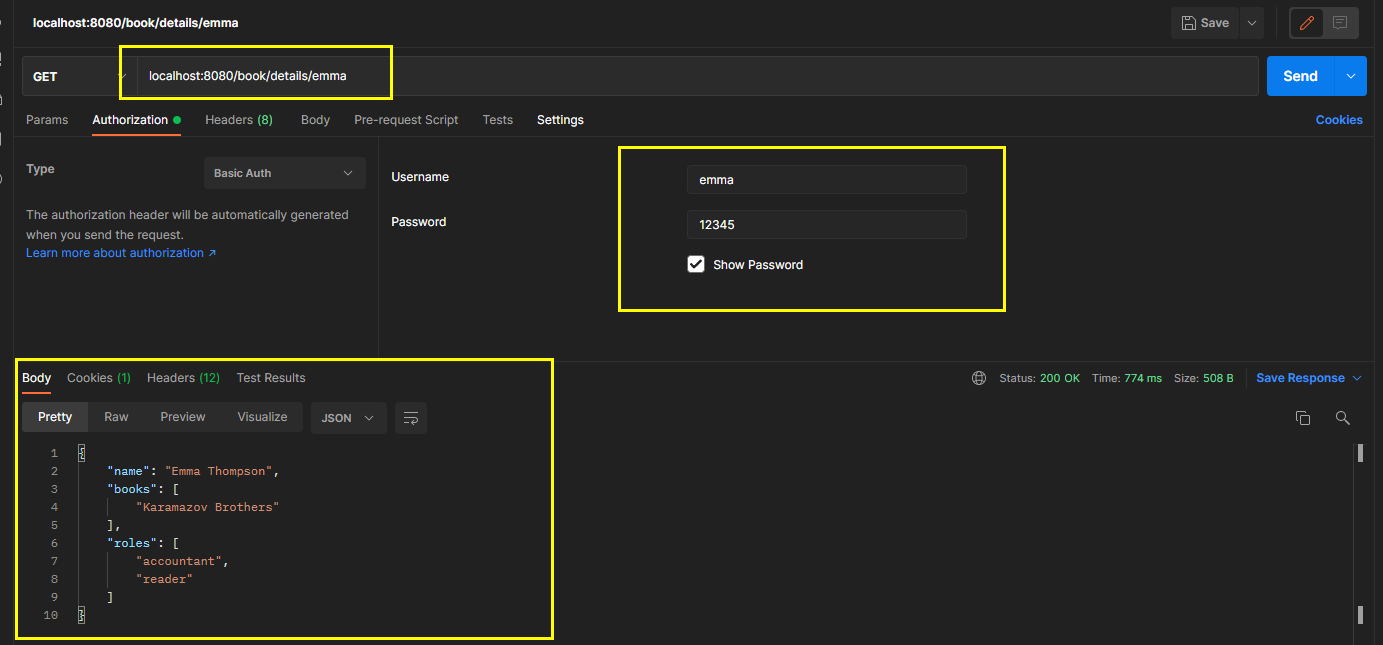 localhost:8080/book/details/emma
Save
GET
localhost:8080/book/details/emma
Send
Params Authorization Headers (8) Body Pre-request Script Tests Settings Cookies
Type
Basic Auth
The authorization header will be automatically generated
when you send the request.
Learn more about authorization ↗
Username
emma
Password
12345
Show Password
Body Cookies (1) Headers (12) Test Results
Status: 200 OK Time: 774 ms Size: 508 B Save Response
Pretty Raw Preview Visualize JSON
1 {
2 "name": "Emma Thompson",
3 "books": [
4 "Karamazov Brothers"
5 ],
6 "roles": [
7 "accountant",
8 "reader"
9 ]
10 }